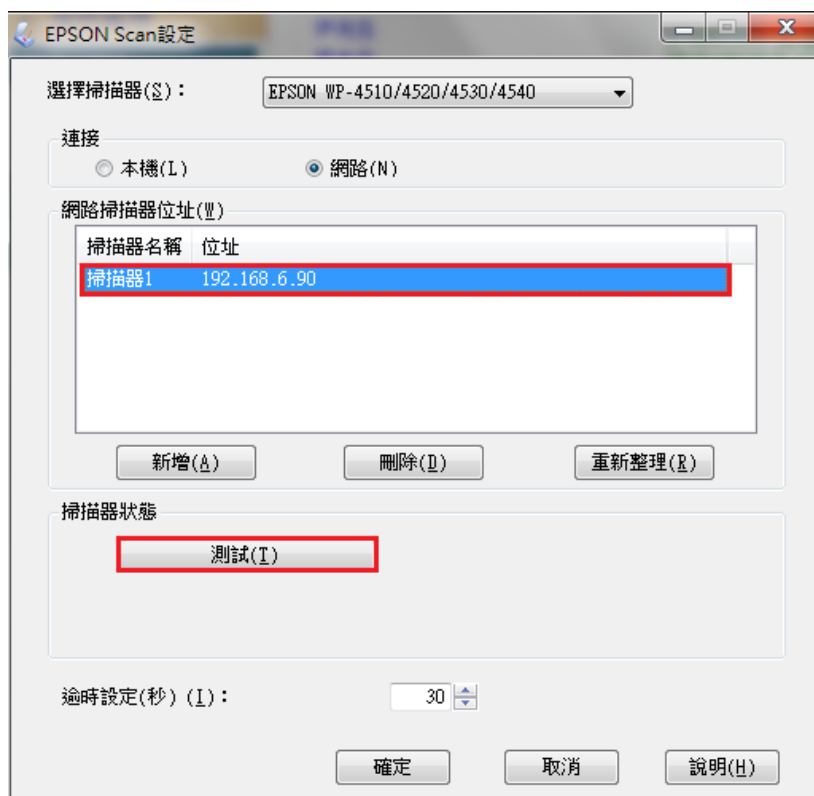 EPSON Scan設定
選擇掃描器(S)： EPSON WP-4510/4520/4530/4540
連接
本機(L) 網路(N)
網路掃描器位址(W)
掃描器名稱 位址
掃描器1 192.168.6.90
新增(A) 刪除(D) 重新整理(R)
掃描器狀態
測試(T)
逾時設定(秒) (I)： 30
確定 取消 說明(H)